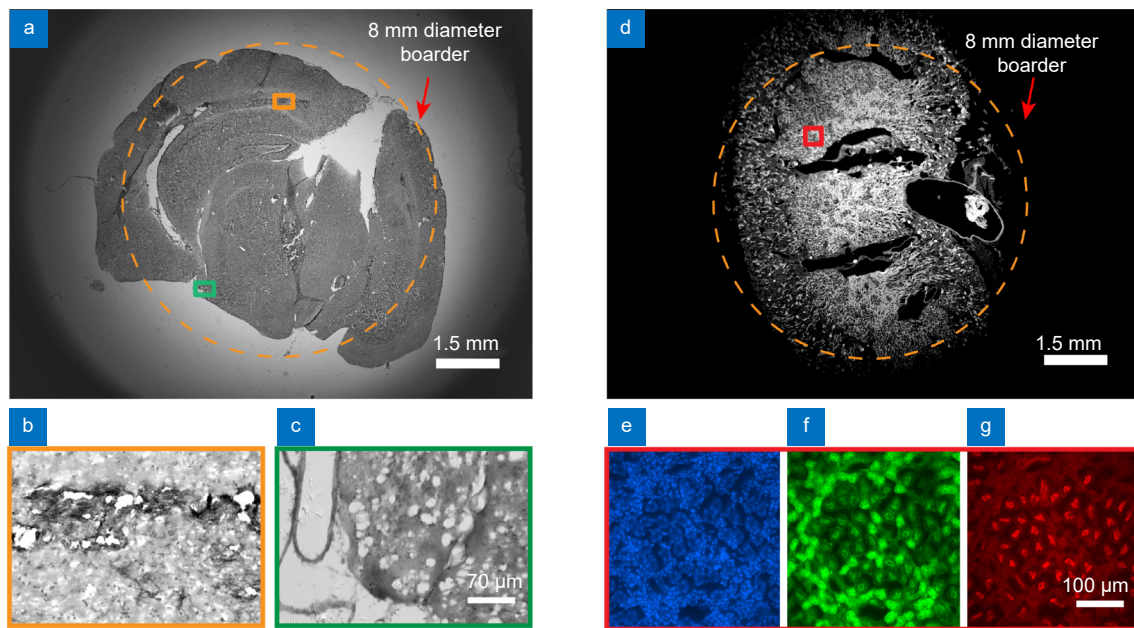 a
8 mm diameter
boarder
1.5 mm
b
c
70 µm
d
8 mm diameter
boarder
1.5 mm
e
f
g
100 µm